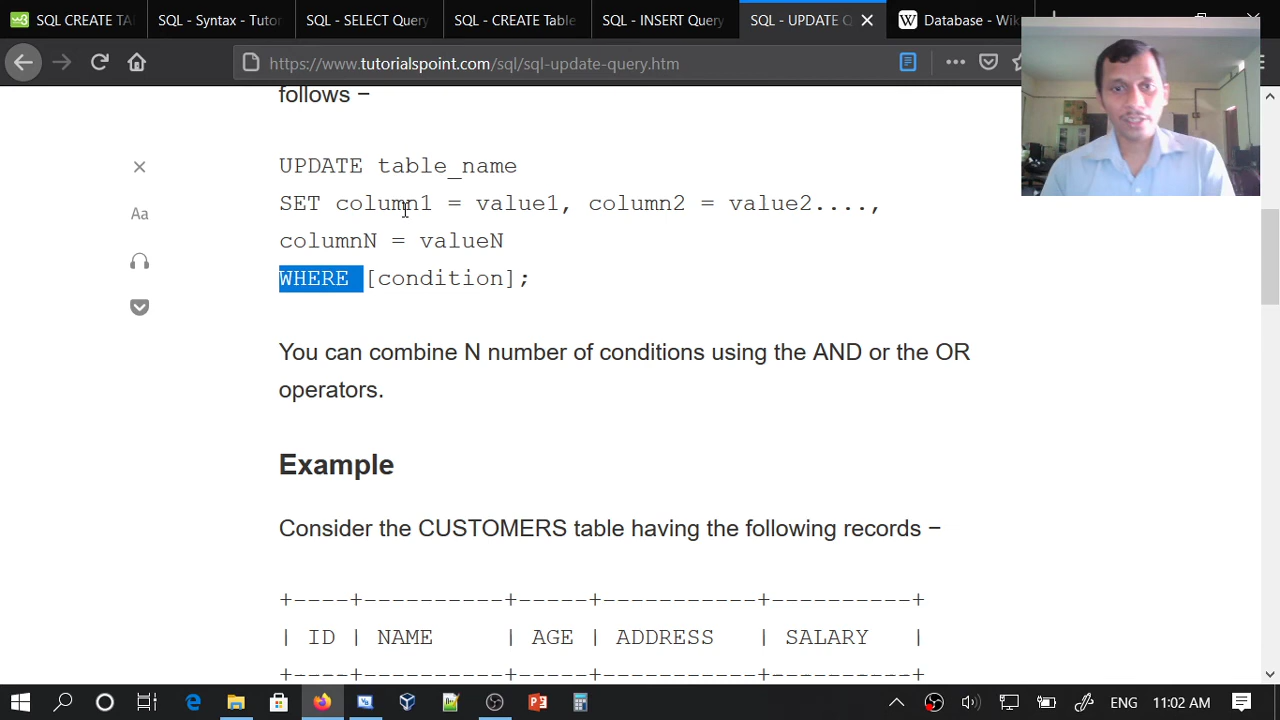 SQL CREATE TA
SQL - Syntax - Tutor
SQL - SELECT Query
SQL - CREATE Table
SQL - INSERT Query
SQL - UPDATE Q
W Database - Wik
https://www.tutorialspoint.com/sql/sql-update-query.htm
follows −
UPDATE table_name
SET column1 = value1, column2 = value2....,
Aa
columnN = valueN
WHERE [condition];
You can combine N number of conditions using the AND or the OR
operators.
Example
Consider the CUSTOMERS table having the following records −
+----+----------+-----+-----------+----------+
| ID | NAME | AGE | ADDRESS | SALARY |
+----+----------+-----+-----------+----------+
ENG 11:02 AM